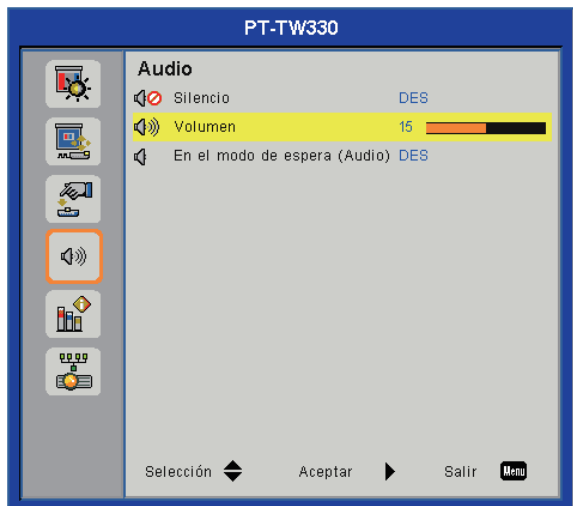 PT-TW330
Audio
Silencio DES
Volumen 15
En el modo de espera (Audio) DES
Selección Aceptar Salir Menu